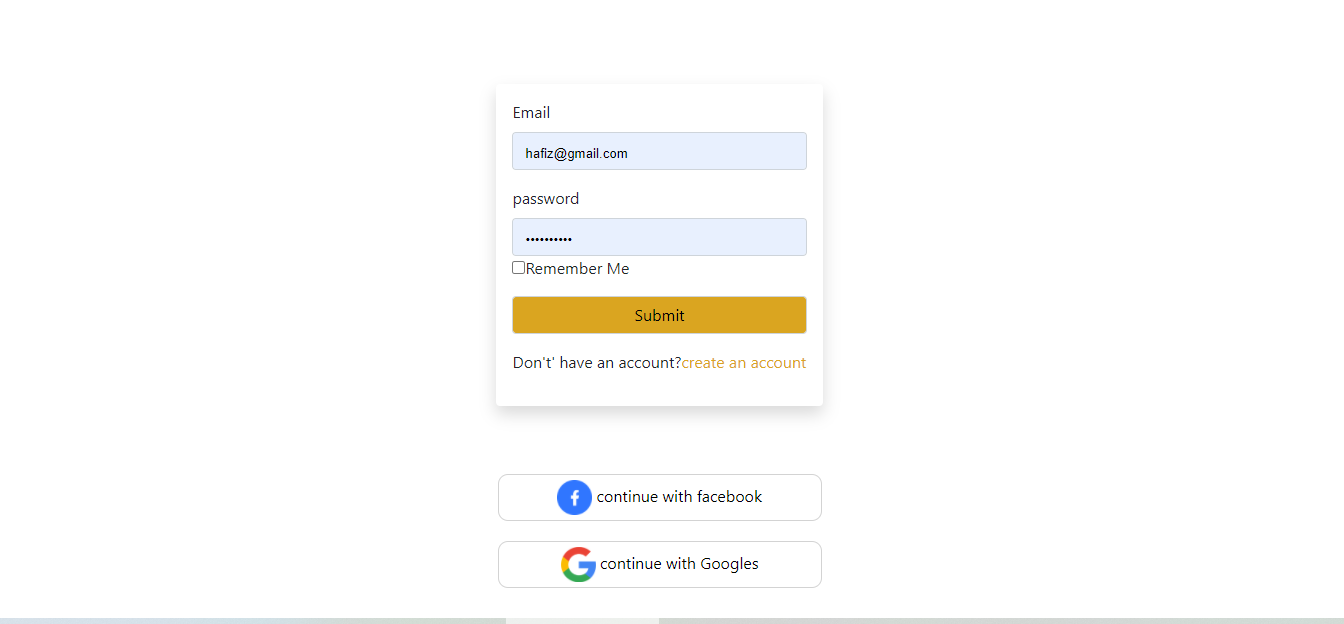 Email
hafiz@gmail.com
password
••••••••••
Remember Me
Submit
Don't' have an account?create an account
continue with facebook
continue with Googles